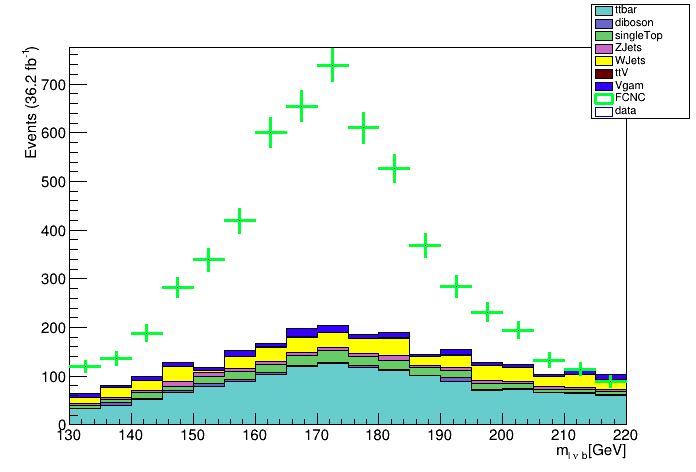 ttbar
diboson
singleTop
ZJets
WJets
ttV
Vgam
FCNC
data
Events (36.2 fb⁻¹)
700
600
500
400
300
200
100
0
130 140 150 160 170 180 190 200 210 220
m_{l ν b}[GeV]